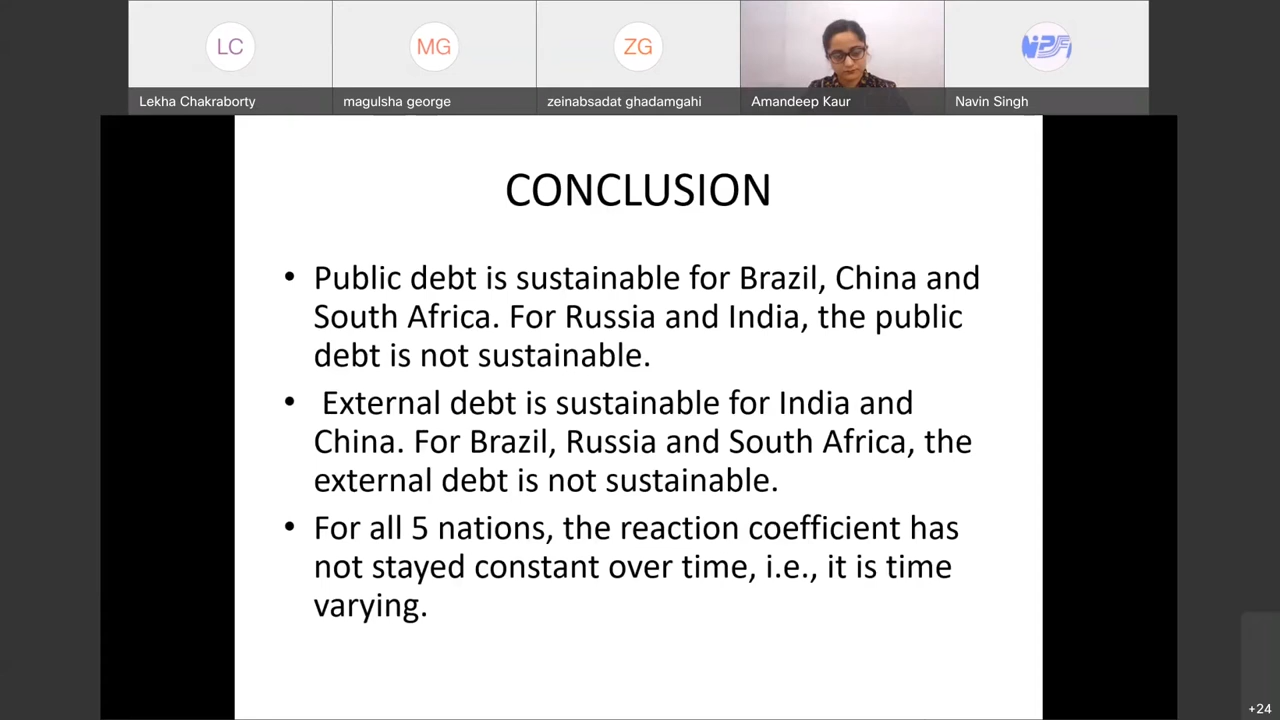 LC
MG
ZG
NIPFP
Lekha Chakraborty
magulsha george
zeinabsadat ghadamgahi
Amandeep Kaur
Navin Singh
CONCLUSION
• Public debt is sustainable for Brazil, China and
South Africa. For Russia and India, the public
debt is not sustainable.
• External debt is sustainable for India and
China. For Brazil, Russia and South Africa, the
external debt is not sustainable.
• For all 5 nations, the reaction coefficient has
not stayed constant over time, i.e., it is time
varying.
+24